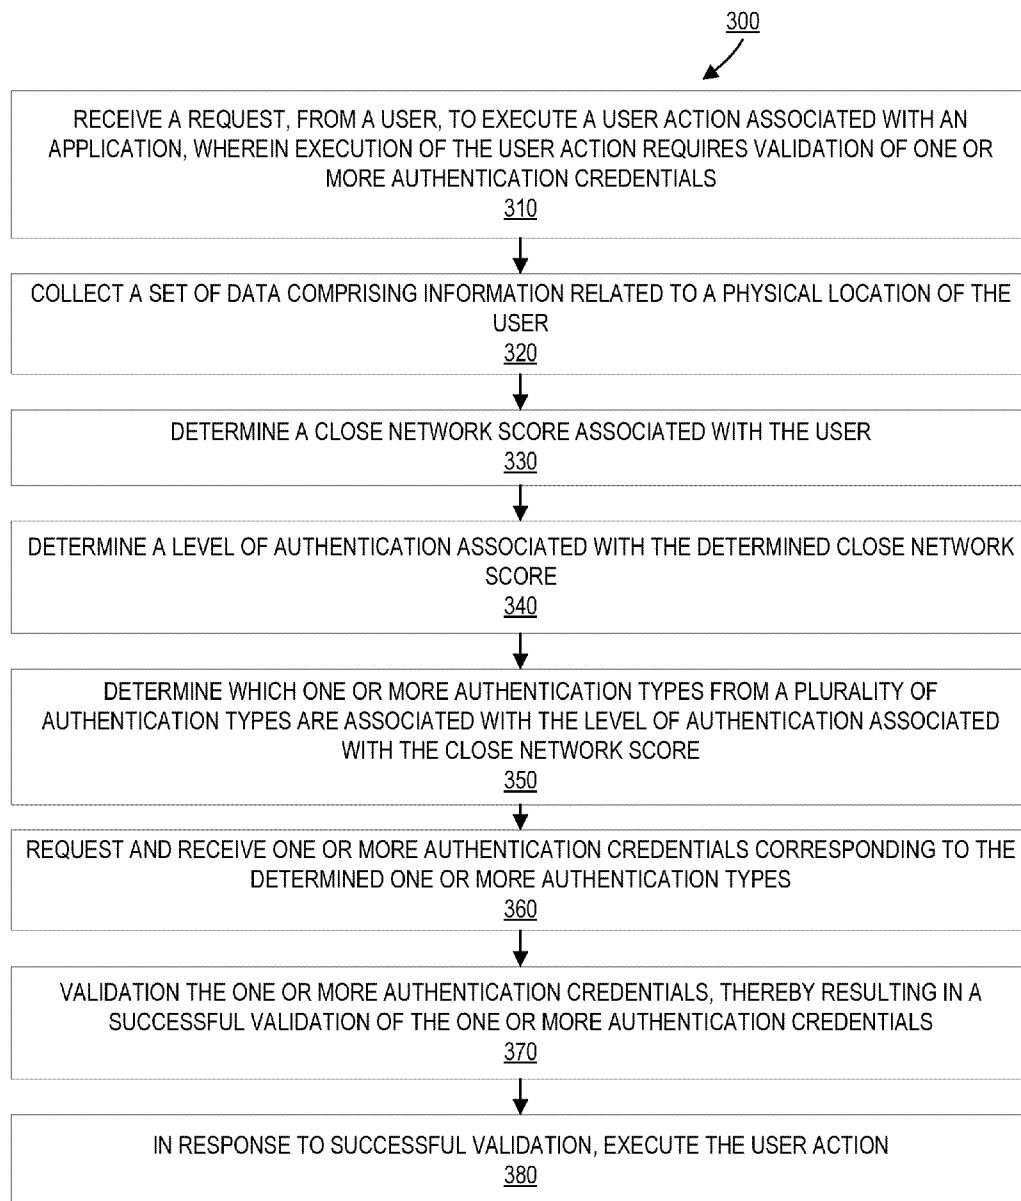 300
RECEIVE A REQUEST, FROM A USER, TO EXECUTE A USER ACTION ASSOCIATED WITH AN
APPLICATION, WHEREIN EXECUTION OF THE USER ACTION REQUIRES VALIDATION OF ONE OR
MORE AUTHENTICATION CREDENTIALS
310
COLLECT A SET OF DATA COMPRISING INFORMATION RELATED TO A PHYSICAL LOCATION OF THE
USER
320
DETERMINE A CLOSE NETWORK SCORE ASSOCIATED WITH THE USER
330
DETERMINE A LEVEL OF AUTHENTICATION ASSOCIATED WITH THE DETERMINED CLOSE NETWORK
SCORE
340
DETERMINE WHICH ONE OR MORE AUTHENTICATION TYPES FROM A PLURALITY OF
AUTHENTICATION TYPES ARE ASSOCIATED WITH THE LEVEL OF AUTHENTICATION ASSOCIATED
WITH THE CLOSE NETWORK SCORE
350
REQUEST AND RECEIVE ONE OR MORE AUTHENTICATION CREDENTIALS CORRESPONDING TO THE
DETERMINED ONE OR MORE AUTHENTICATION TYPES
360
VALIDATION THE ONE OR MORE AUTHENTICATION CREDENTIALS, THEREBY RESULTING IN A
SUCCESSFUL VALIDATION OF THE ONE OR MORE AUTHENTICATION CREDENTIALS
370
IN RESPONSE TO SUCCESSFUL VALIDATION, EXECUTE THE USER ACTION
380